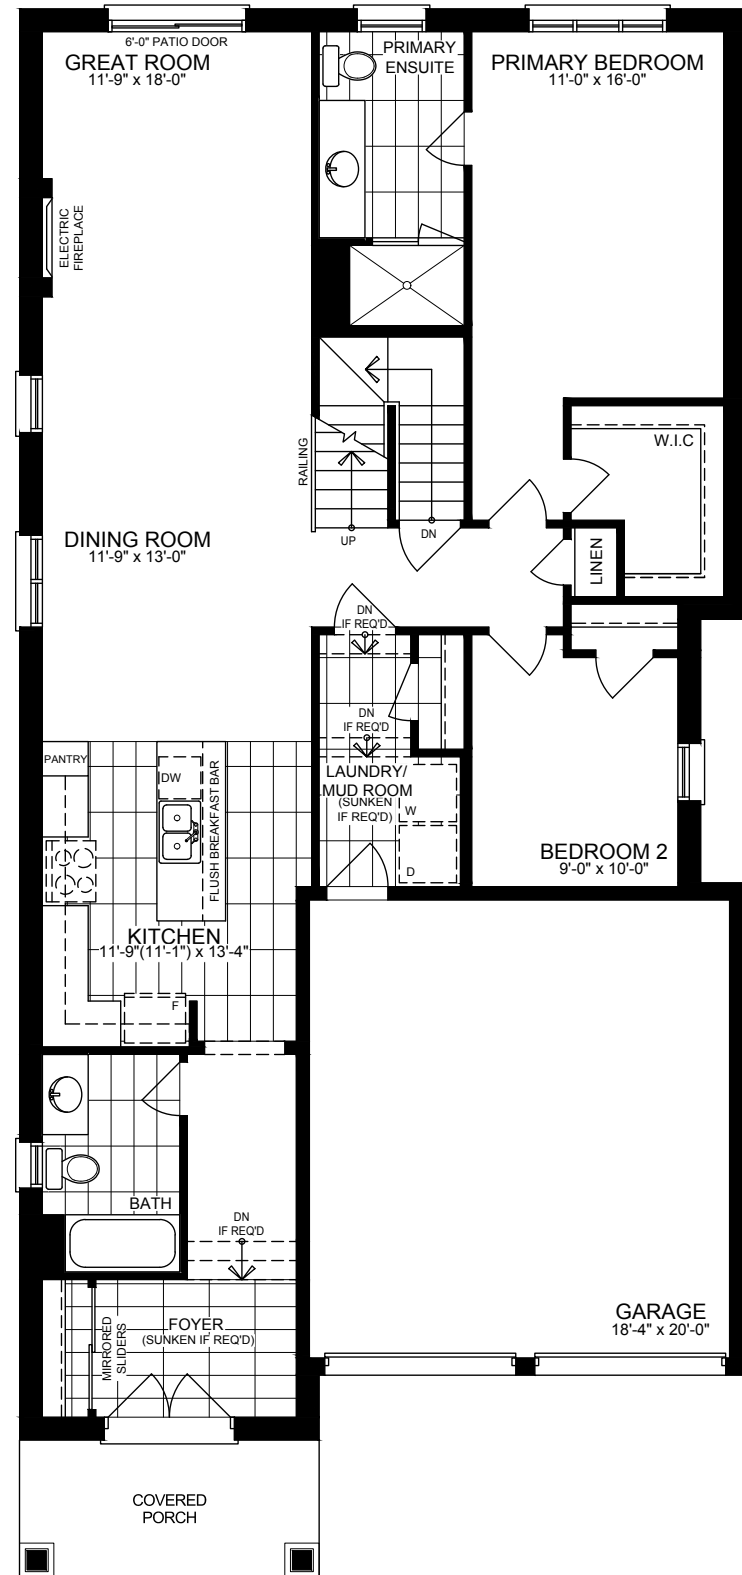 6'-0" PATIO DOOR
GREAT ROOM
11'-9" x 18'-0"
PRIMARY
ENSUITE
PRIMARY BEDROOM
11'-0" x 16'-0"
ELECTRIC
FIREPLACE
W.I.C
RAILING
UP
DN
DINING ROOM
11'-9" x 13'-0"
LINEN
DN
IF REQ'D
DN
IF REQ'D
PANTRY
DW
FLUSH BREAKFAST BAR
LAUNDRY/
MUD ROOM
(SUNKEN
IF REQ'D)
W
D
BEDROOM 2
9'-0" x 10'-0"
KITCHEN
11'-9"(11'-1") x 13'-4"
F
BATH
DN
IF REQ'D
FOYER
(SUNKEN IF REQ'D)
MIRRORED
SLIDERS
GARAGE
18'-4" x 20'-0"
COVERED
PORCH